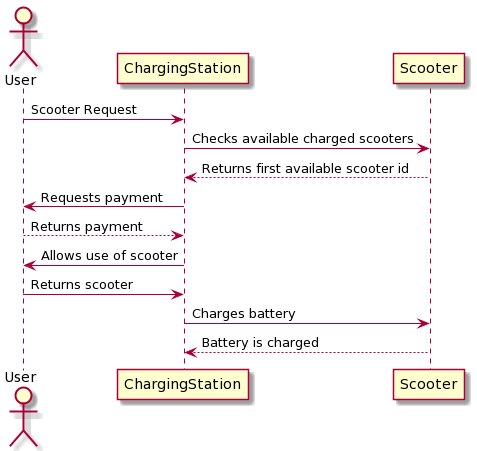 User
ChargingStation
Scooter
Scooter Request
Checks available charged scooters
Returns first available scooter id
Requests payment
Returns payment
Allows use of scooter
Returns scooter
Charges battery
Battery is charged
User
ChargingStation
Scooter